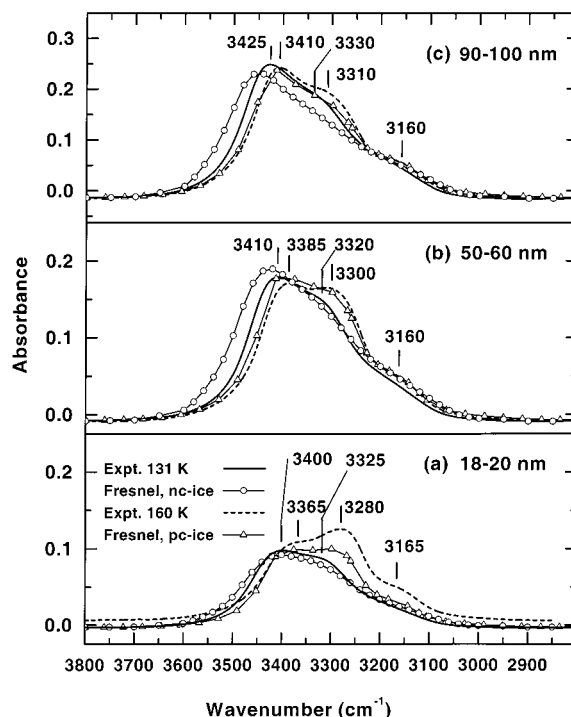 3425 3410 3330 (c) 90-100 nm
0.3
3310
0.2
3160
0.1
0.0
3410 3385 3320 (b) 50-60 nm
0.2
3300
0.1
3160
0.0
Absorbance
0.2
(a) 18-20 nm
Expt. 131 K
3400 3325
Fresnel, nc-ice
3365 3280
Expt. 160 K
Fresnel, pc-ice
3165
0.1
0.0
3800 3700 3600 3500 3400 3300 3200 3100 3000 2900
Wavenumber (cm-1)